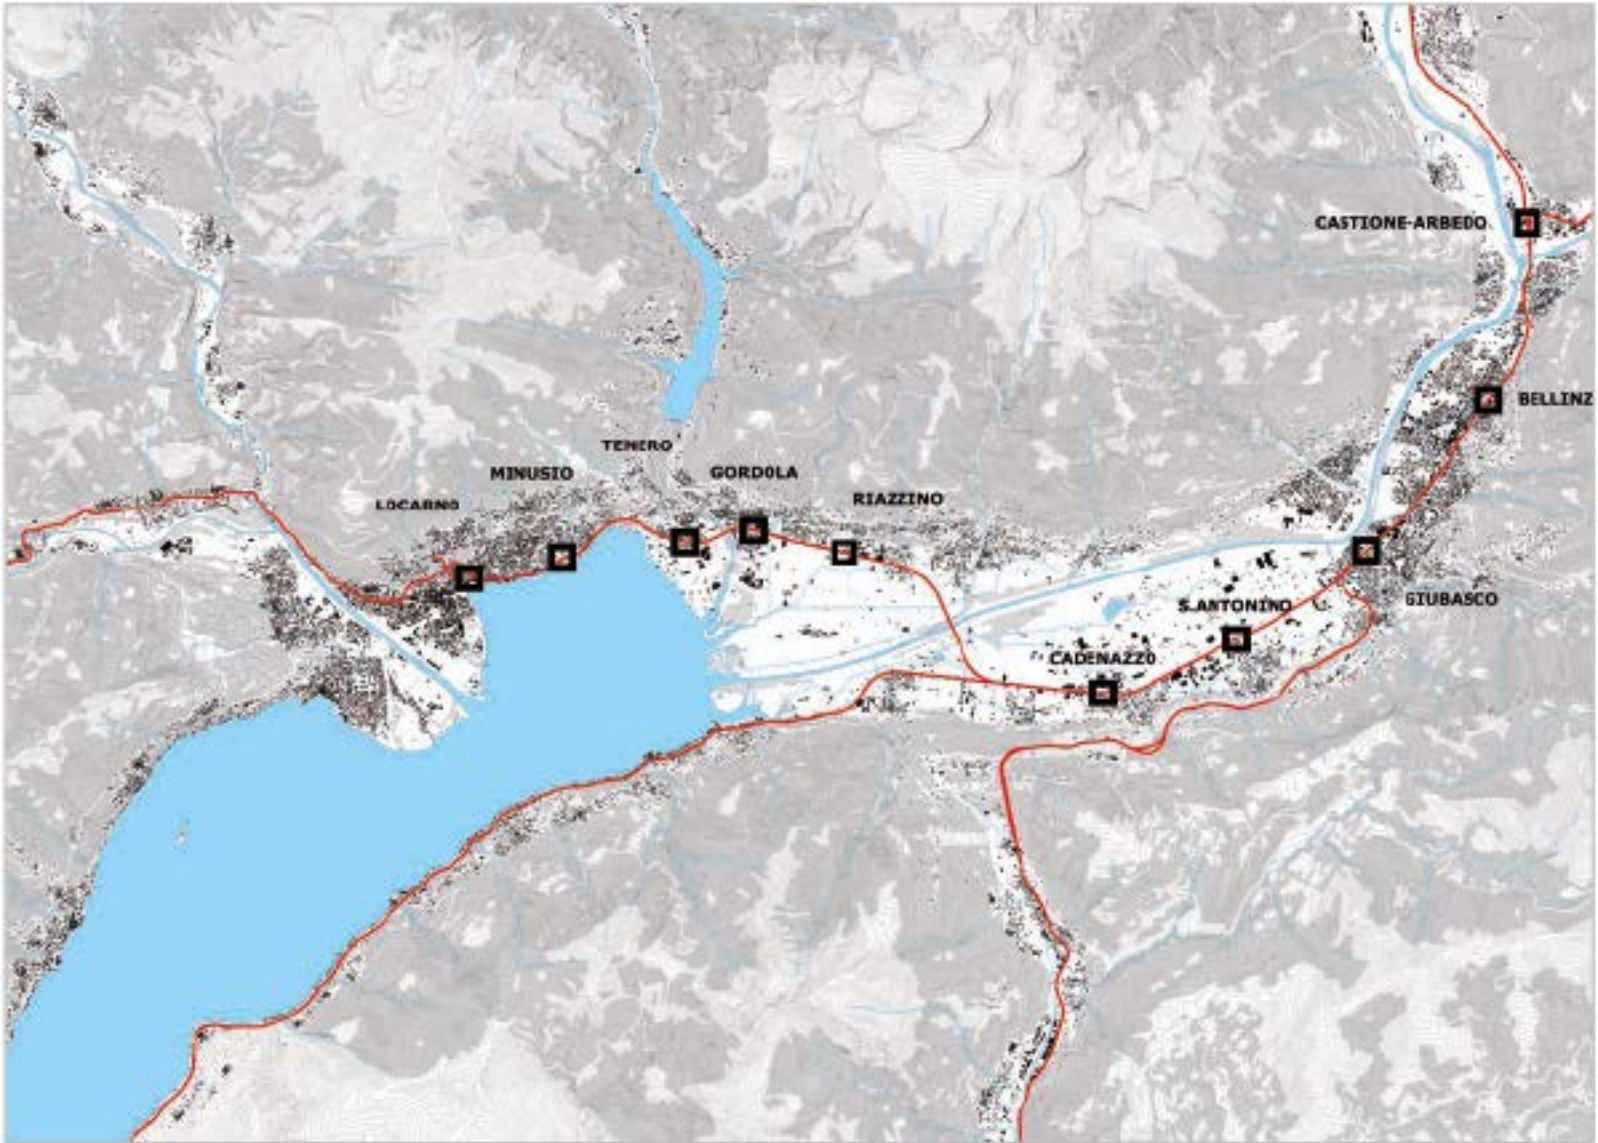 CASTIONE-ARBEDO
BELLINZ
TENERO
MINUSIO
GORDOLA
LOCARNO
RIAZZINO
S.ANTONINO
GIUBASCO
CADENAZZO